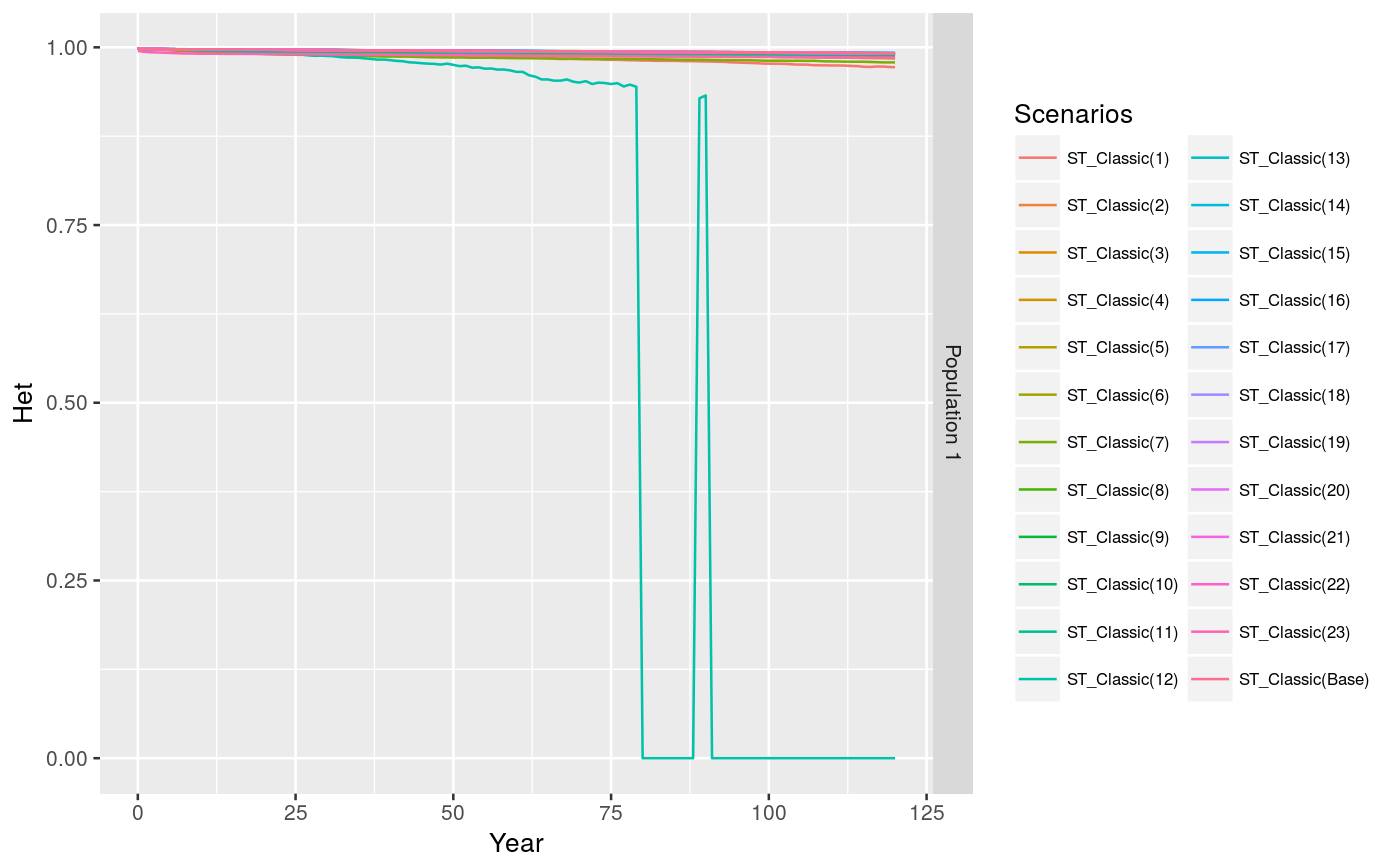 1.00
0.75
0.50
0.25
0.00
Het
0
25
50
75
100
125
Year
Population 1
Scenarios
ST_Classic(1)
ST_Classic(2)
ST_Classic(3)
ST_Classic(4)
ST_Classic(5)
ST_Classic(6)
ST_Classic(7)
ST_Classic(8)
ST_Classic(9)
ST_Classic(10)
ST_Classic(11)
ST_Classic(12)
ST_Classic(13)
ST_Classic(14)
ST_Classic(15)
ST_Classic(16)
ST_Classic(17)
ST_Classic(18)
ST_Classic(19)
ST_Classic(20)
ST_Classic(21)
ST_Classic(22)
ST_Classic(23)
ST_Classic(Base)